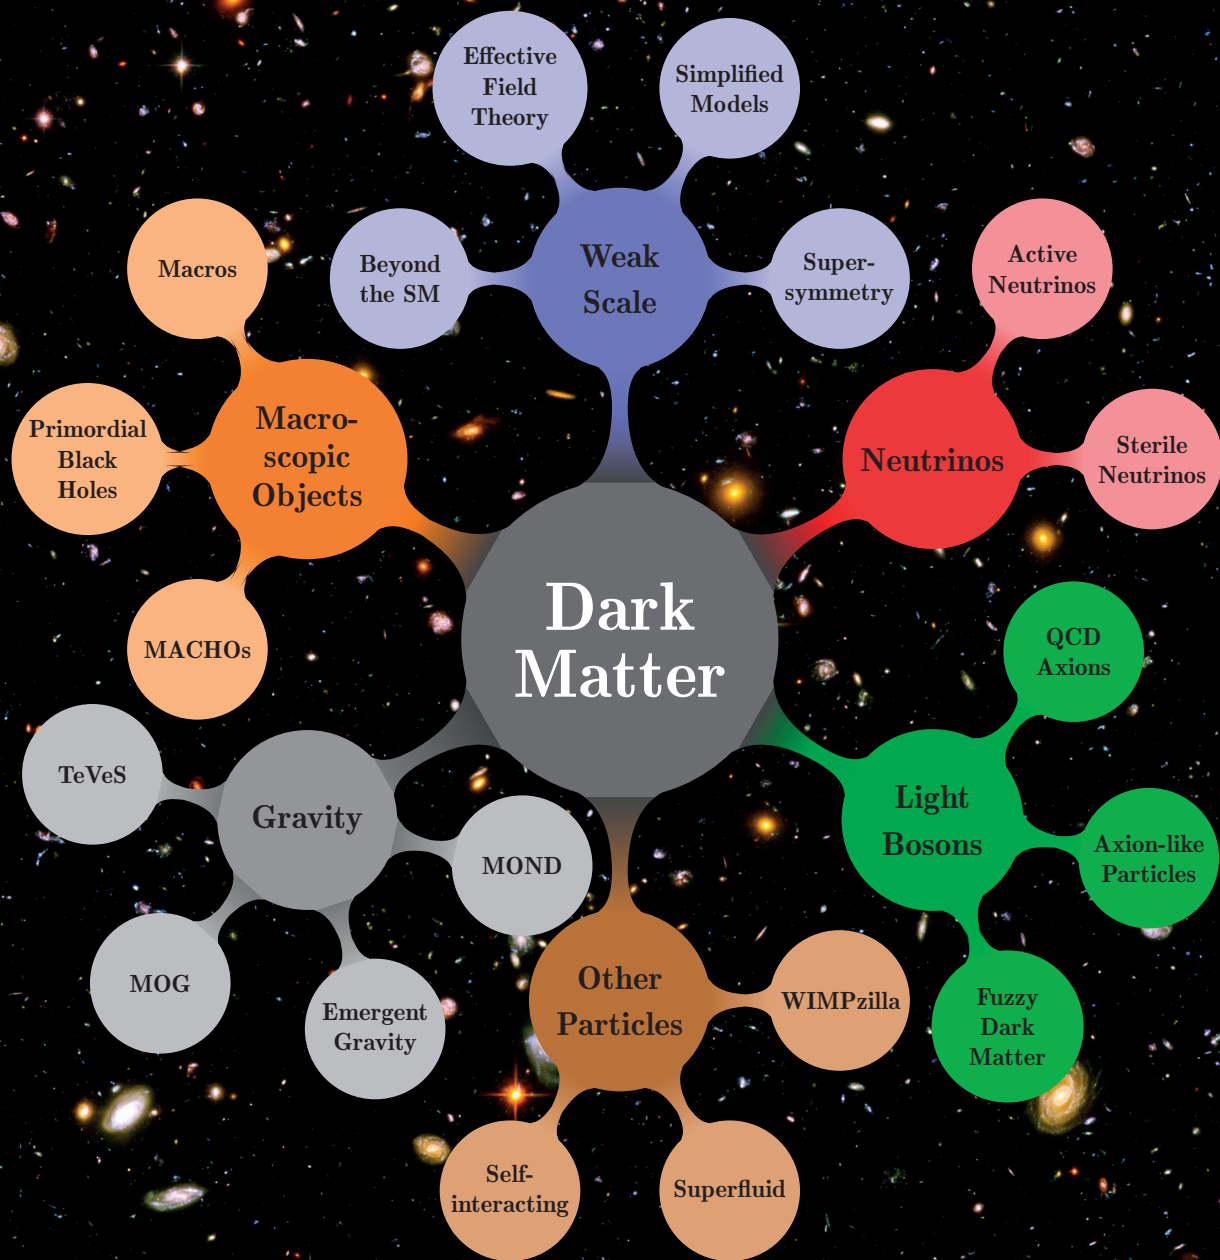 Dark
Matter
Weak
Scale
Beyond
the SM
Effective
Field
Theory
Simplified
Models
Super-
symmetry
Neutrinos
Active
Neutrinos
Sterile
Neutrinos
Light
Bosons
QCD
Axions
Axion-like
Particles
Fuzzy
Dark
Matter
Other
Particles
WIMPzilla
Superfluid
Self-
interacting
Gravity
MOND
Emergent
Gravity
MOG
TeVeS
Macro-
scopic
Objects
MACHOs
Primordial
Black
Holes
Macros